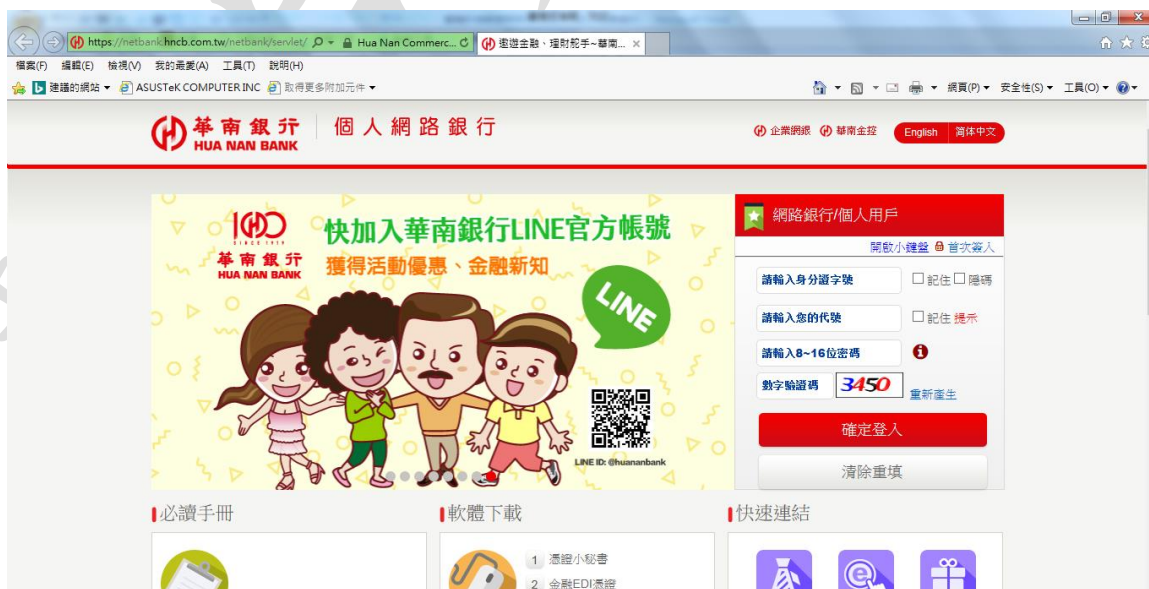 https://netbank.hncb.com.tw/netbank/servlet/ Hua Nan Commerc... 遨遊金融、理財舵手~華南...
檔案(F) 編輯(E) 檢視(V) 我的最愛(A) 工具(T) 說明(H)
建議的網站 ASUSTeK COMPUTER INC 取得更多附加元件 網頁(P) 安全性(S) 工具(O)
華南銀行 個人網路銀行 企業網銀 華南金控 English 简体中文
HUA NAN BANK
100
SINCE 1919
華南銀行
HUA NAN BANK
快加入華南銀行LINE官方帳號
獲得活動優惠、金融新知
LINE
LINE ID: @huananbank
網路銀行/個人用戶
開啟小鍵盤 首次簽入
請輸入身分證字號 記住 隱碼
請輸入您的代號 記住 提示
請輸入8~16位密碼
數字驗證碼 3450 重新產生
確定登入
清除重填
必讀手冊 軟體下載 快速連結
1 憑證小秘書
2 金融EDI憑證